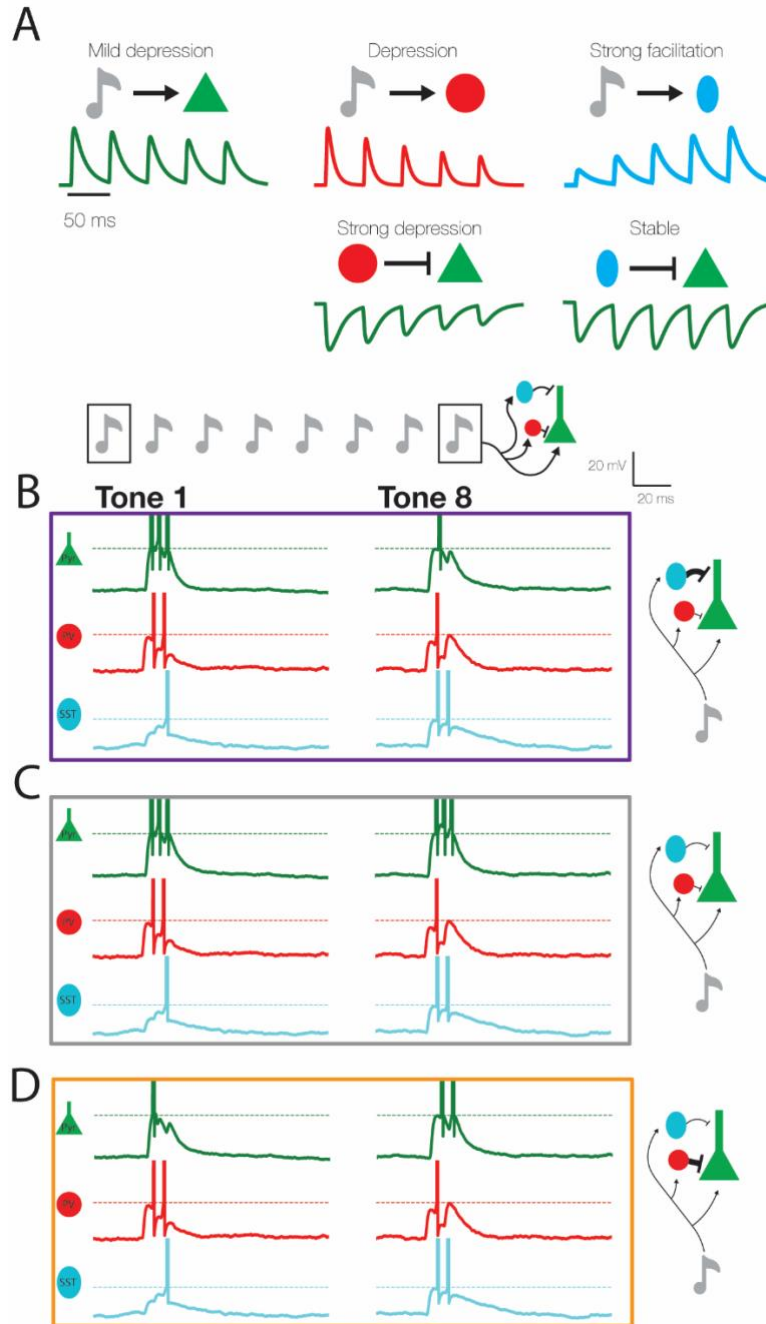 A
Mild depression
Depression
Strong facilitation
50 ms
Strong depression
Stable
20 mV
20 ms
B
Tone 1
Tone 8
Pyr
PV
SST
C
Pyr
PV
SST
D
Pyr
PV
SST